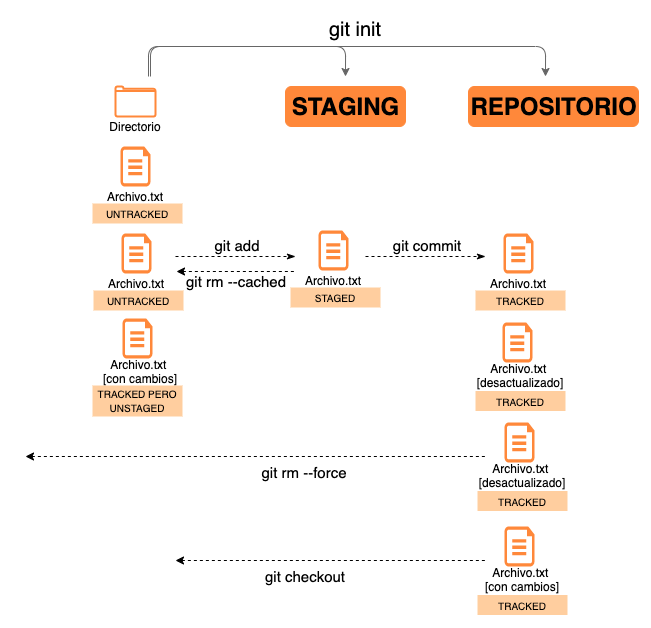 git init
Directorio
STAGING
REPOSITORIO
Archivo.txt
UNTRACKED
git add
git commit
git rm --cached
Archivo.txt
UNTRACKED
Archivo.txt
STAGED
Archivo.txt
TRACKED
Archivo.txt
[con cambios]
TRACKED PERO
UNSTAGED
Archivo.txt
[desactualizado]
TRACKED
git rm --force
Archivo.txt
[desactualizado]
TRACKED
git checkout
Archivo.txt
[con cambios]
TRACKED